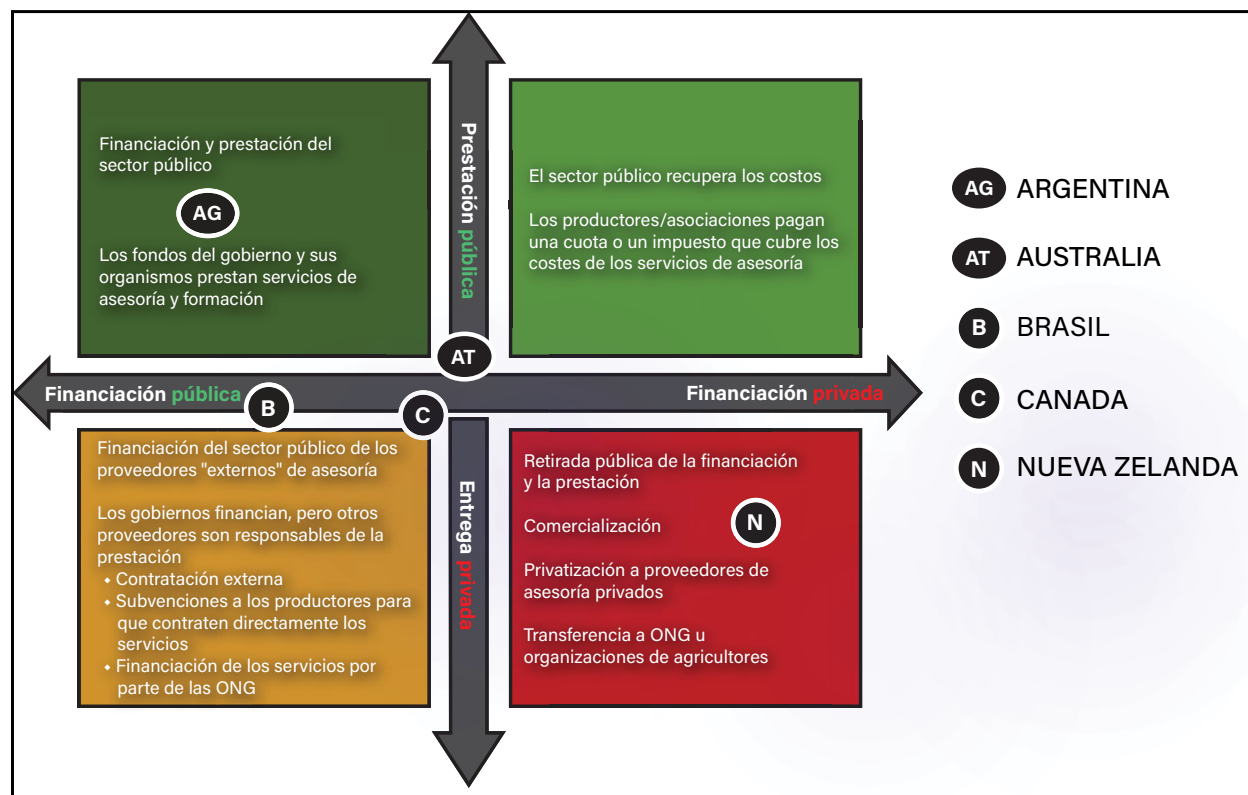 Financiación y prestación del
sector público
AG
Los fondos del gobierno y sus
organismos prestan servicios de
asesoría y formación
Prestación pública
El sector público recupera los costos
Los productores/asociaciones pagan
una cuota o un impuesto que cubre los
costes de los servicios de asesoría
AT
Financiación pública
B
C
Financiación privada
Financiación del sector público de los
proveedores "externos" de asesoría
Los gobiernos financian, pero otros
proveedores son responsables de la
prestación
• Contratación externa
• Subvenciones a los productores para
que contraten directamente los
servicios
• Financiación de los servicios por
parte de las ONG
Entrega privada
Retirada pública de la financiación
y la prestación
Comercialización
N
Privatización a proveedores de
asesoría privados
Transferencia a ONG u
organizaciones de agricultores
AG ARGENTINA
AT AUSTRALIA
B BRASIL
C CANADA
N NUEVA ZELANDA